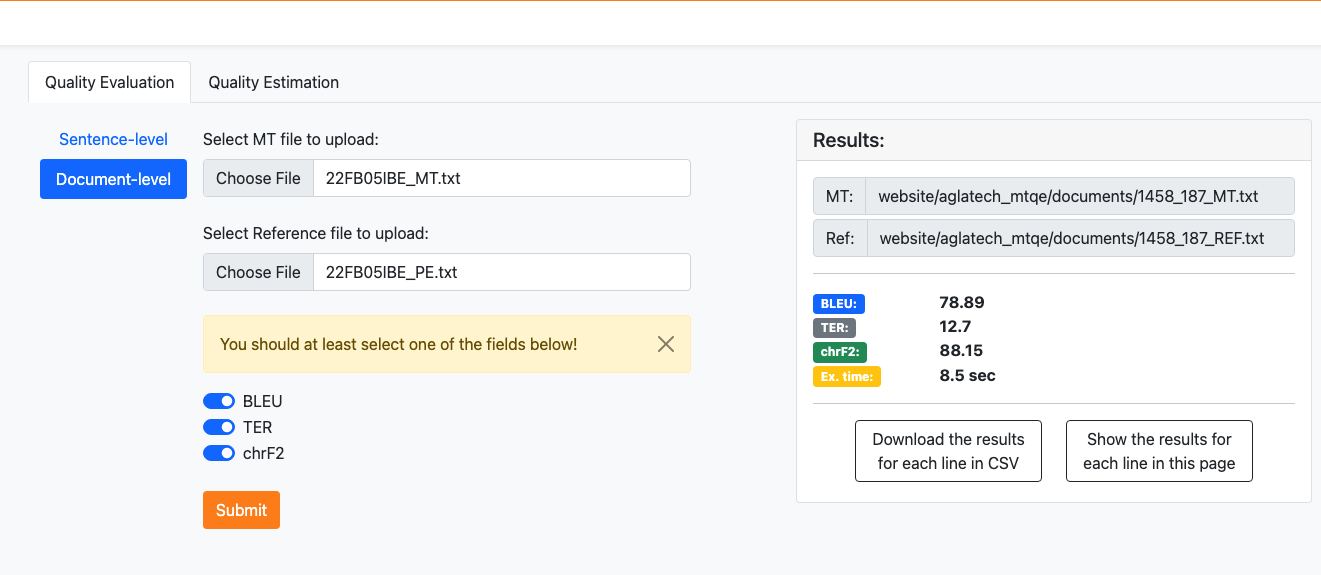 Quality Evaluation
Quality Estimation
Sentence-level
Document-level
Select MT file to upload:
Choose File 22FB05IBE_MT.txt
Select Reference file to upload:
Choose File 22FB05IBE_PE.txt
You should at least select one of the fields below!
BLEU
TER
chrF2
Submit
Results:
MT: website/aglatech_mtqe/documents/1458_187_MT.txt
Ref: website/aglatech_mtqe/documents/1458_187_REF.txt
BLEU: 78.89
TER: 12.7
chrF2: 88.15
Ex. time: 8.5 sec
Download the results
for each line in CSV
Show the results for
each line in this page